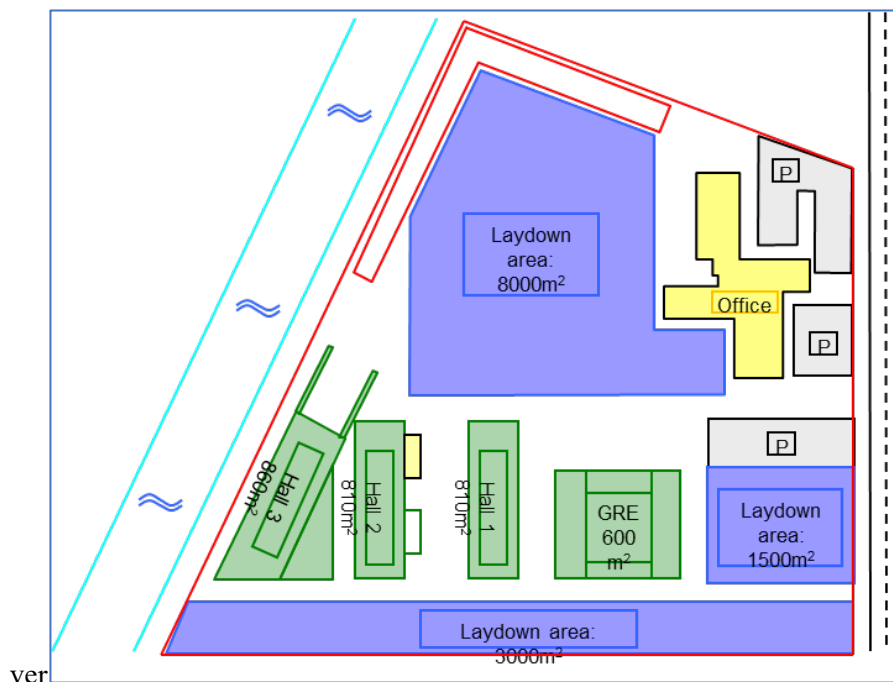 P
Laydown
area:
8000m²
Office
P
P
Hall 3
860m²
Hall 2
810m²
Hall 1
810m²
GRE
600
m²
Laydown
area:
1500m²
Laydown area:
3000m²
ver